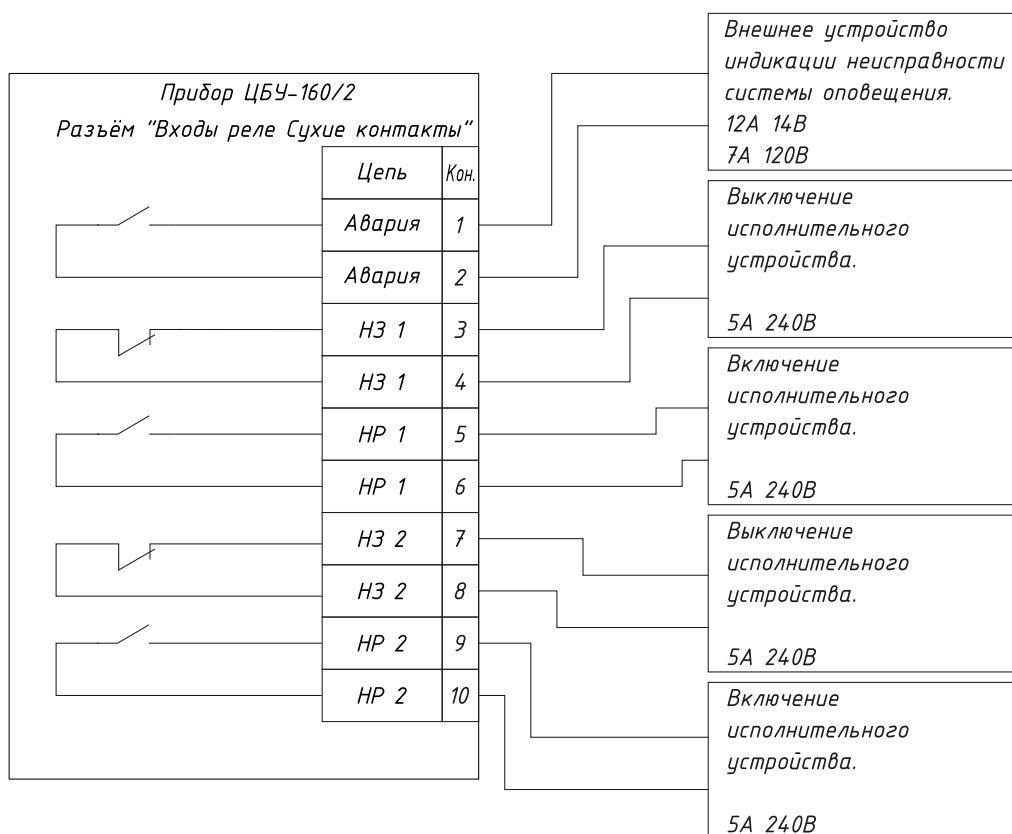 Прибор ЦБУ-160/2
Разъём "Входы реле Сухие контакты"
Цепь Кон.
Авария 1
Авария 2
НЗ 1 3
НЗ 1 4
НР 1 5
НР 1 6
НЗ 2 7
НЗ 2 8
НР 2 9
НР 2 10
Внешнее устройство
индикации неисправности
системы оповещения.
12А 14В
7А 120В
Выключение
исполнительного
устройства.
5А 240В
Включение
исполнительного
устройства.
5А 240В
Выключение
исполнительного
устройства.
5А 240В
Включение
исполнительного
устройства.
5А 240В